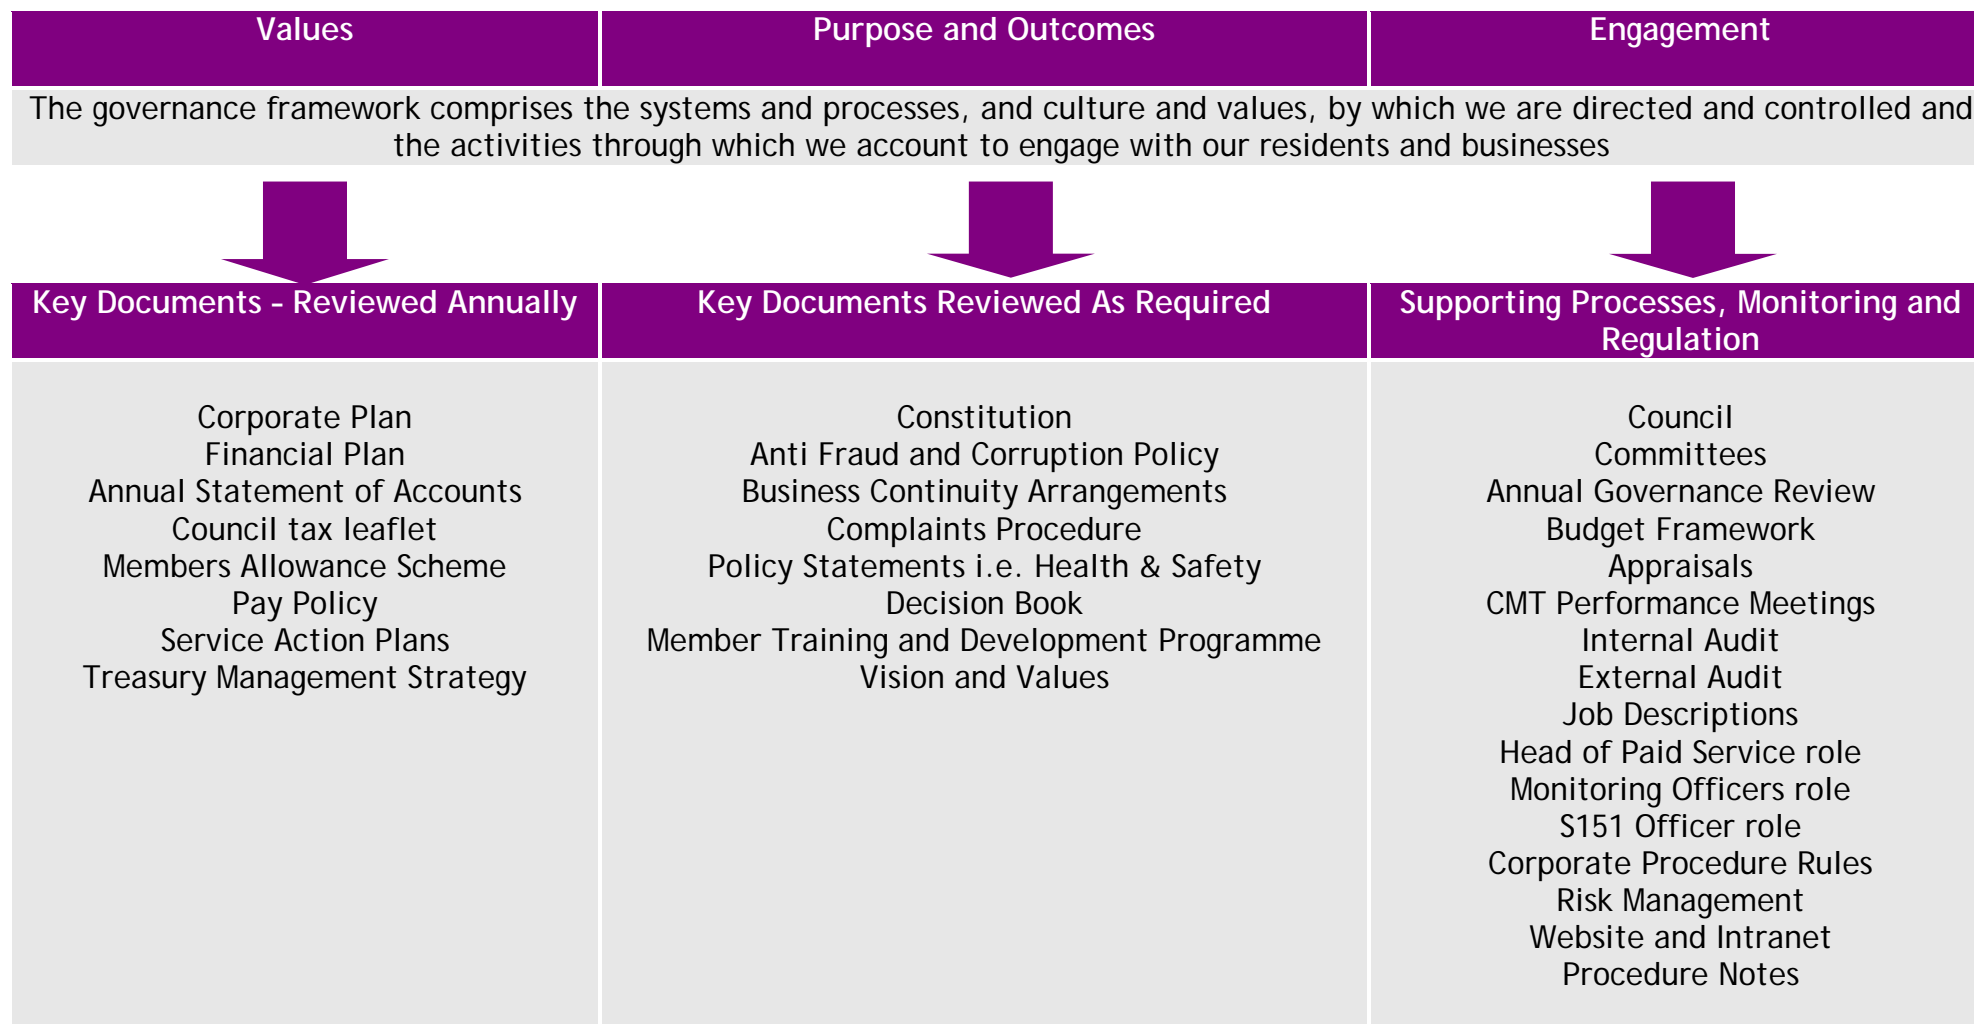 Values
Purpose and Outcomes
Engagement
The governance framework comprises the systems and processes, and culture and values, by which we are directed and controlled and
the activities through which we account to engage with our residents and businesses
Key Documents - Reviewed Annually
Key Documents Reviewed As Required
Supporting Processes, Monitoring and
Regulation
Corporate Plan
Financial Plan
Annual Statement of Accounts
Council tax leaflet
Members Allowance Scheme
Pay Policy
Service Action Plans
Treasury Management Strategy
Constitution
Anti Fraud and Corruption Policy
Business Continuity Arrangements
Complaints Procedure
Policy Statements i.e. Health & Safety
Decision Book
Member Training and Development Programme
Vision and Values
Council
Committees
Annual Governance Review
Budget Framework
Appraisals
CMT Performance Meetings
Internal Audit
External Audit
Job Descriptions
Head of Paid Service role
Monitoring Officers role
S151 Officer role
Corporate Procedure Rules
Risk Management
Website and Intranet
Procedure Notes